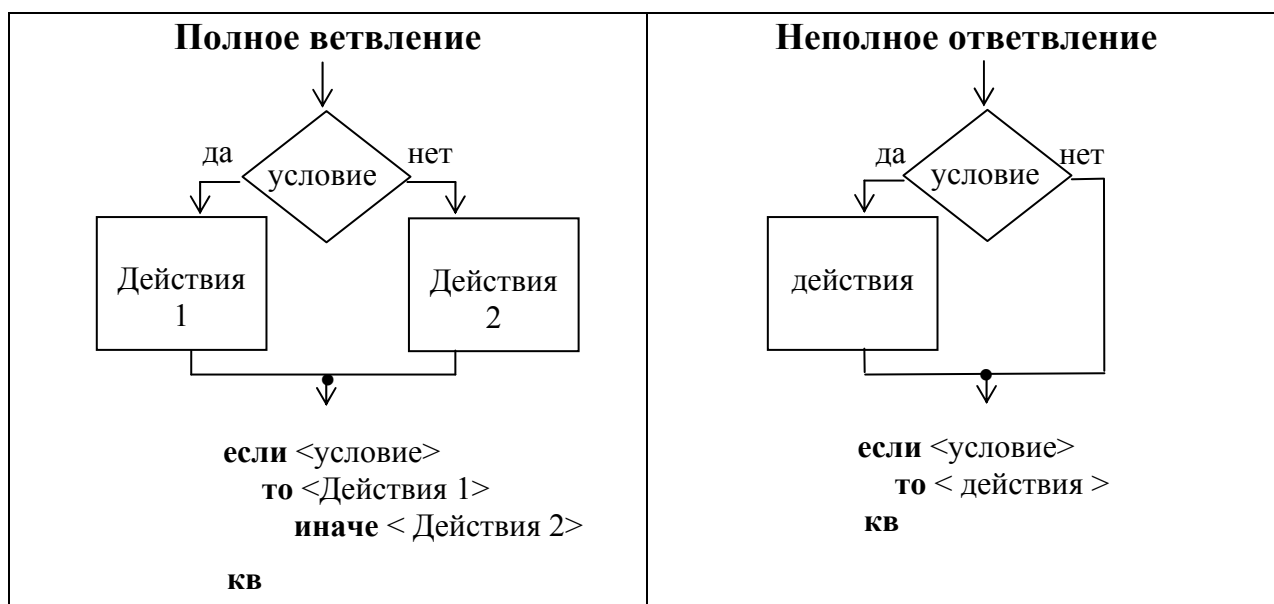 Полное ветвление
да
нет
условие
Действия
1
Действия
2
если <условие>
то <Действия 1>
иначе < Действия 2>
кв
Неполное ответвление
да
нет
условие
действия
если <условие>
то < действия >
кв